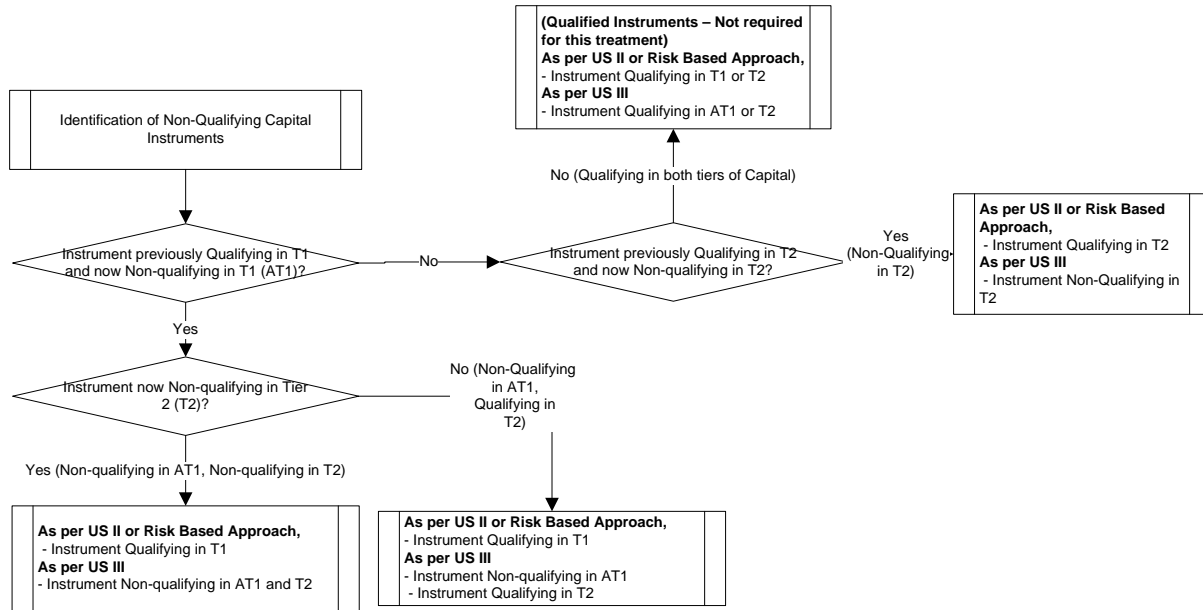 (Qualified Instruments – Not required
for this treatment)
As per US II or Risk Based Approach,
- Instrument Qualifying in T1 or T2
As per US III
- Instrument Qualifying in AT1 or T2
Identification of Non-Qualifying Capital
Instruments
No (Qualifying in both tiers of Capital)
Instrument previously Qualifying in T1
and now Non-qualifying in T1 (AT1)?
No
Instrument previously Qualifying in T2
and now Non-qualifying in T2?
Yes
(Non-Qualifying
in T2)
As per US II or Risk Based
Approach,
- Instrument Qualifying in T2
As per US III
- Instrument Non-Qualifying in
T2
Yes
Instrument now Non-qualifying in Tier
2 (T2)?
No (Non-Qualifying
in AT1,
Qualifying in
T2)
Yes (Non-qualifying in AT1, Non-qualifying in T2)
As per US II or Risk Based Approach,
- Instrument Qualifying in T1
As per US III
- Instrument Non-qualifying in AT1 and T2
As per US II or Risk Based Approach,
- Instrument Qualifying in T1
As per US III
- Instrument Non-qualifying in AT1
- Instrument Qualifying in T2